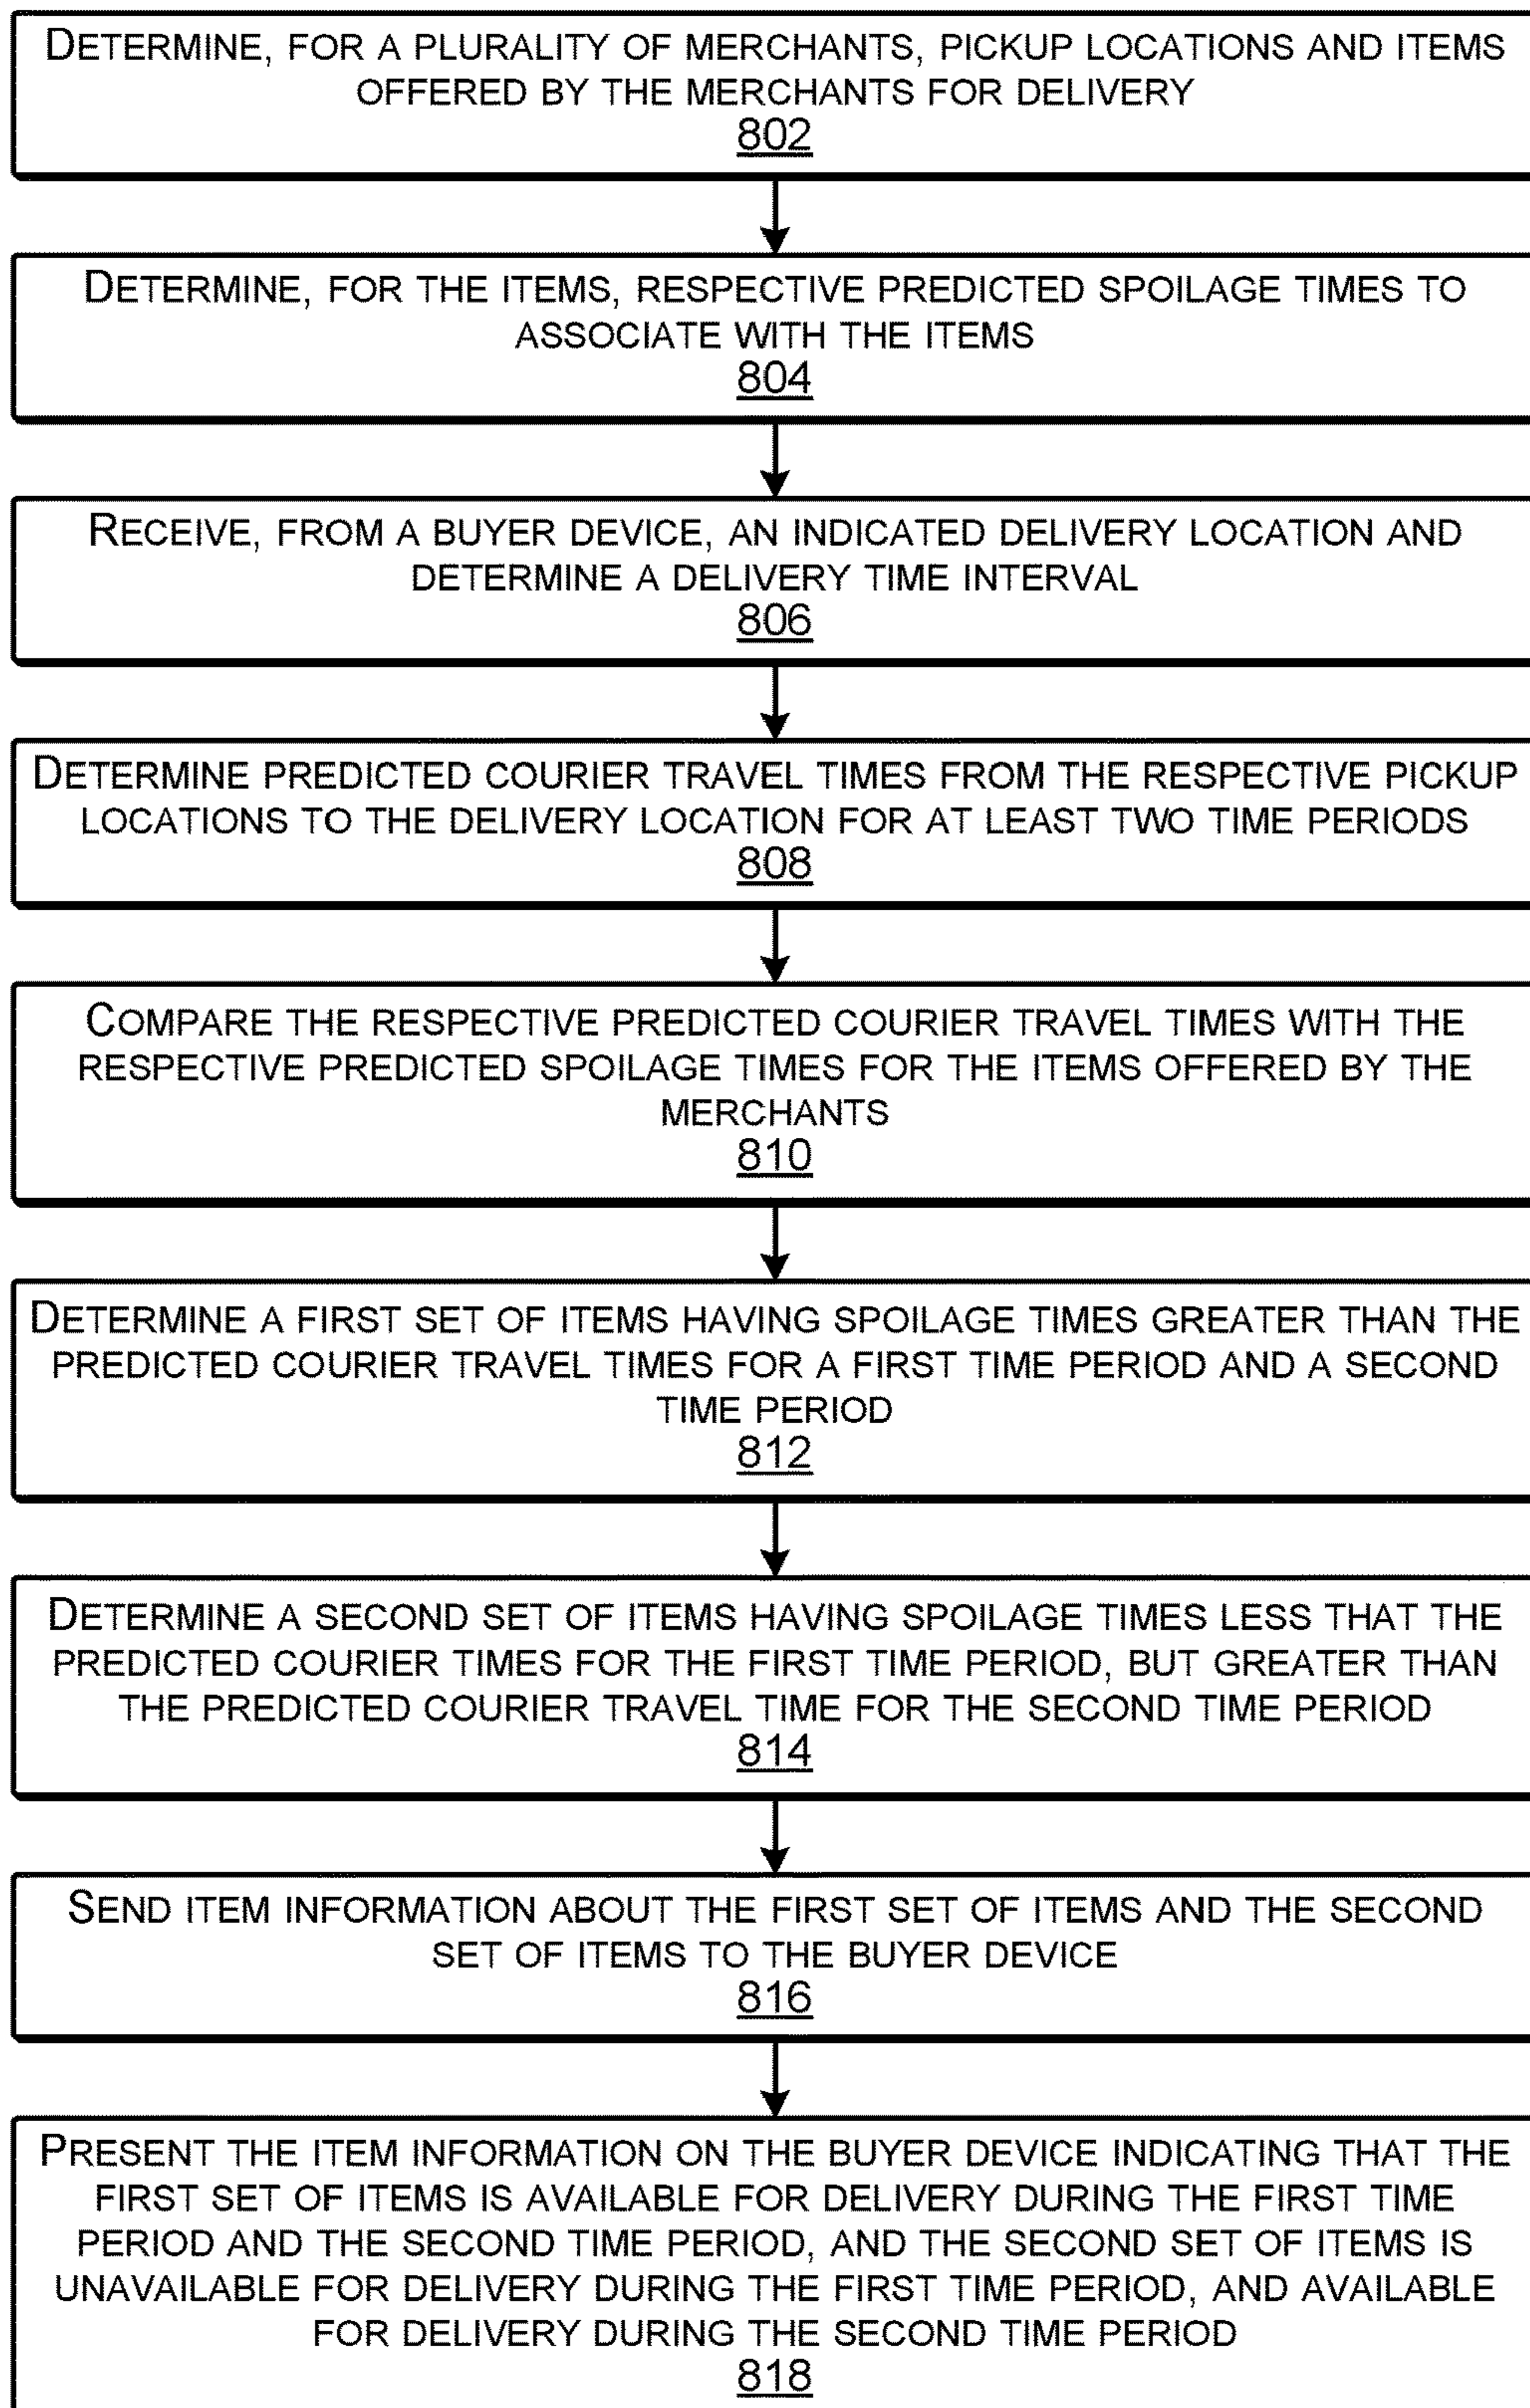 DETERMINE, FOR A PLURALITY OF MERCHANTS, PICKUP LOCATIONS AND ITEMS
OFFERED BY THE MERCHANTS FOR DELIVERY
802
DETERMINE, FOR THE ITEMS, RESPECTIVE PREDICTED SPOILAGE TIMES TO
ASSOCIATE WITH THE ITEMS
804
RECEIVE, FROM A BUYER DEVICE, AN INDICATED DELIVERY LOCATION AND
DETERMINE A DELIVERY TIME INTERVAL
806
DETERMINE PREDICTED COURIER TRAVEL TIMES FROM THE RESPECTIVE PICKUP
LOCATIONS TO THE DELIVERY LOCATION FOR AT LEAST TWO TIME PERIODS
808
COMPARE THE RESPECTIVE PREDICTED COURIER TRAVEL TIMES WITH THE
RESPECTIVE PREDICTED SPOILAGE TIMES FOR THE ITEMS OFFERED BY THE
MERCHANTS
810
DETERMINE A FIRST SET OF ITEMS HAVING SPOILAGE TIMES GREATER THAN THE
PREDICTED COURIER TRAVEL TIMES FOR A FIRST TIME PERIOD AND A SECOND
TIME PERIOD
812
DETERMINE A SECOND SET OF ITEMS HAVING SPOILAGE TIMES LESS THAT THE
PREDICTED COURIER TIMES FOR THE FIRST TIME PERIOD, BUT GREATER THAN
THE PREDICTED COURIER TRAVEL TIME FOR THE SECOND TIME PERIOD
814
SEND ITEM INFORMATION ABOUT THE FIRST SET OF ITEMS AND THE SECOND
SET OF ITEMS TO THE BUYER DEVICE
816
PRESENT THE ITEM INFORMATION ON THE BUYER DEVICE INDICATING THAT THE
FIRST SET OF ITEMS IS AVAILABLE FOR DELIVERY DURING THE FIRST TIME
PERIOD AND THE SECOND TIME PERIOD, AND THE SECOND SET OF ITEMS IS
UNAVAILABLE FOR DELIVERY DURING THE FIRST TIME PERIOD, AND AVAILABLE
FOR DELIVERY DURING THE SECOND TIME PERIOD
818